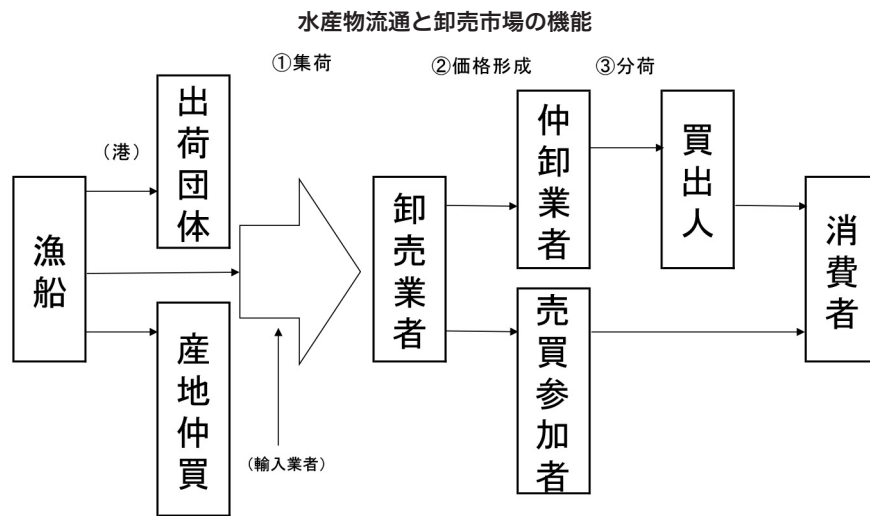 水産物流通と卸売市場の機能
①集荷
②価格形成
③分荷
(港)
漁船
出荷団体
産地仲買
(輸入業者)
卸売業者
仲卸業者
売買参加者
買出人
消費者